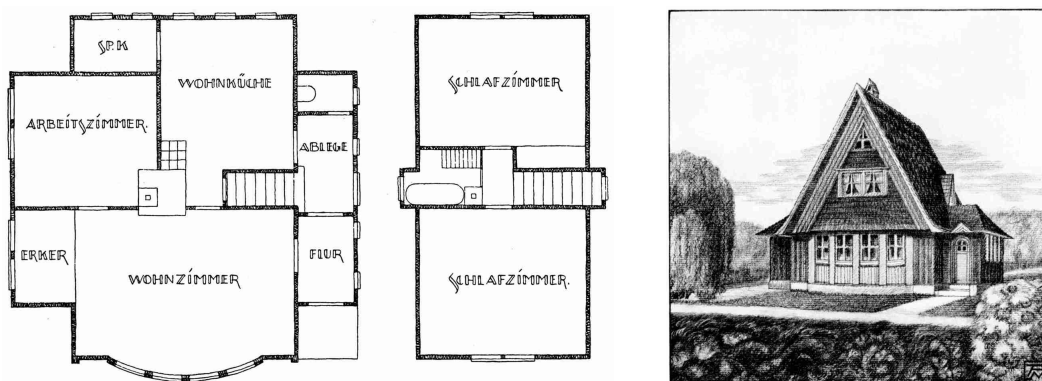 SP.K
WOHNKÜCHE
ARBEITSZIMMER.
ABLEGE
ERKER
WOHNZIMMER
FLUR
SCHLAFZIMMER
SCHLAFZIMMER.